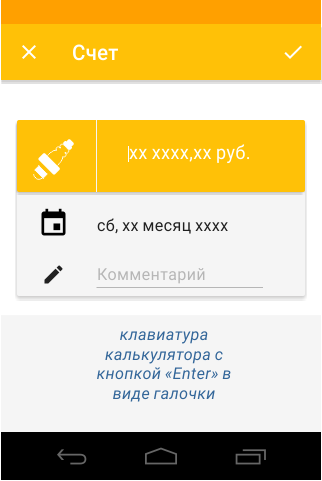 Счет
хх хххх,хх руб.
сб, хх месяц хххх
Комментарий
клавиатура
калькулятора с
кнопкой «Enter» в
виде галочки